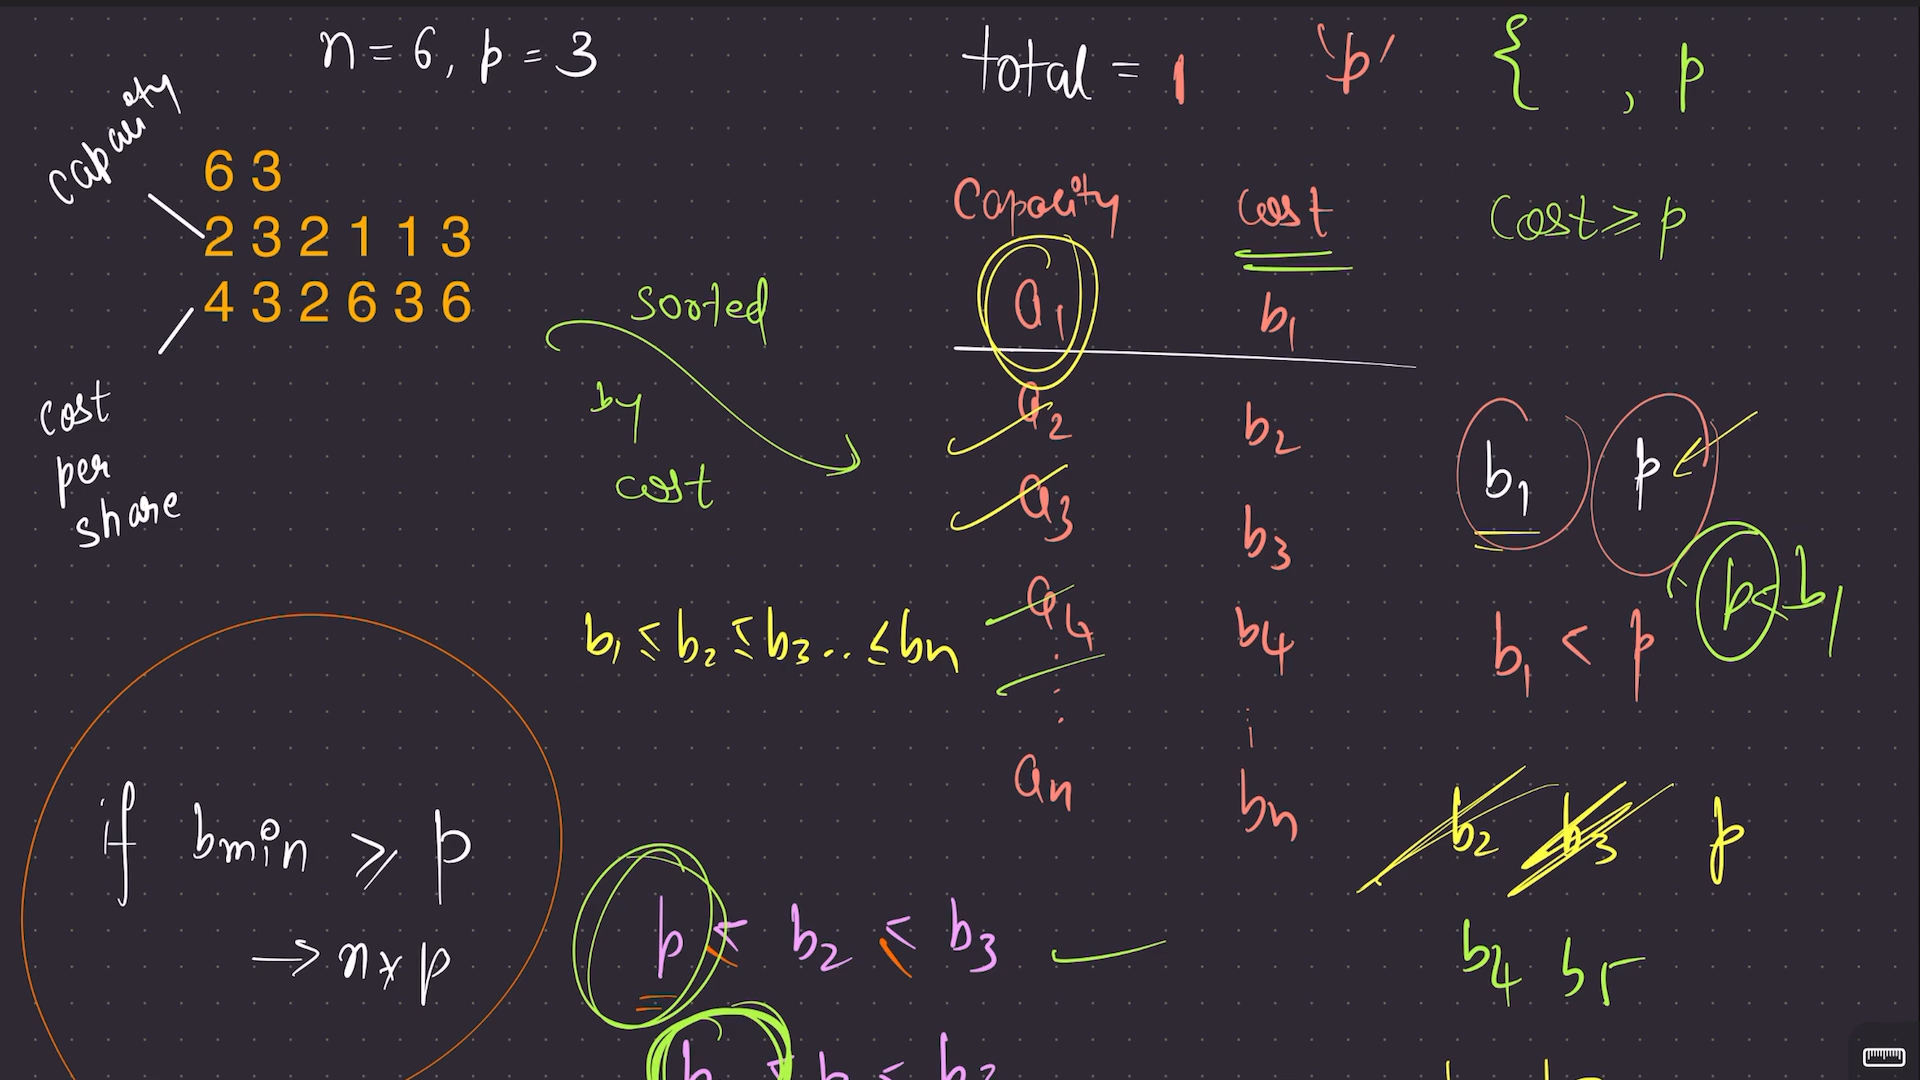 n = 6, p = 3
total = 1 'p' { , p
capacity
6 3
2 3 2 1 1 3
4 3 2 6 3 6
cost
per
share
sorted
by
cost
Capacity cost cost ≥ p
a1 b1
a2 b2
a3 b3
a4 b4
an bn
b1 p
p < b1
b1 < p
b1 ≤ b2 ≤ b3 .. ≤ bn
b2 b3 p
b4 b5
if bmin ≥ p
→ n * p
p ≤ b2 ≤ b3